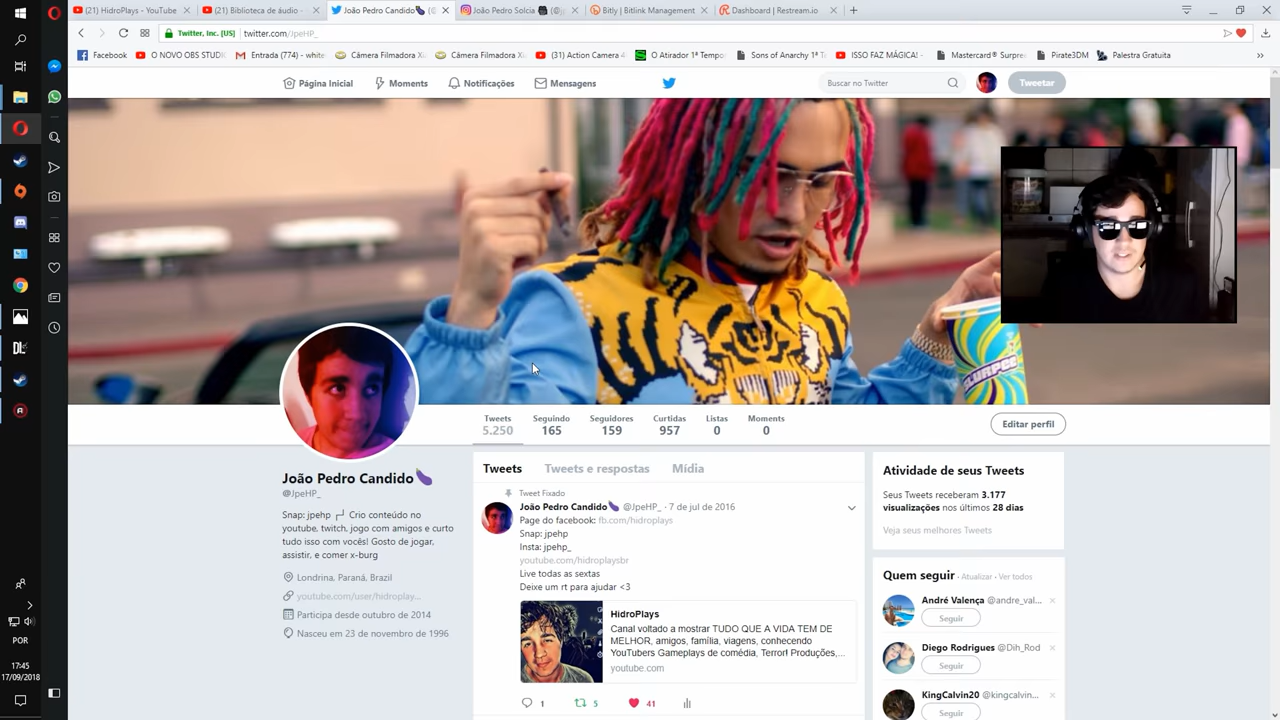 (21) HidroPlays - YouTube
(21) Biblioteca de áudio -
João Pedro Candido🍆 (@
João Pedro Solcia
Bitly | Bitlink Management
Dashboard | Restream.io
Twitter, Inc. [US]
twitter.com/JpeHP_
Facebook
O NOVO OBS STUDI
Entrada (774) - white
Câmera Filmadora Xi
Câmera Filmadora Xi
(31) Action Camera 4
O Atirador 1ª Tempo
Sons of Anarchy 1ª T
ISSO FAZ MÁGICA! -
Mastercard® Surpre
Pirate3DM
Palestra Gratuita
Página Inicial
Moments
Notificações
Mensagens
Buscar no Twitter
Tweetar
SLURPEE
Tweets
5.250
Seguindo
165
Seguidores
159
Curtidas
957
Listas
0
Moments
0
Editar perfil
João Pedro Candido🍆
@JpeHP_
Snap: jpehp ┌┘ Crio conteúdo no
youtube, twitch, jogo com amigos e curto
tudo isso com vocês! Gosto de jogar,
assistir, e comer x-burg
Londrina, Paraná, Brazil
youtube.com/user/hidroplay...
Participa desde outubro de 2014
Nasceu em 23 de novembro de 1996
Tweets
Tweets e respostas
Mídia
Tweet Fixado
João Pedro Candido🍆 @JpeHP_ · 7 de jul de 2016
Page do facebook: fb.com/hidroplays
Snap: jpehp
Insta: jpehp_
youtube.com/hidroplaysbr
Live todas as sextas
Deixe um rt para ajudar <3
HidroPlays
Canal voltado a mostrar TUDO QUE A VIDA TEM DE
MELHOR, amigos, família, viagens, conhecendo
YouTubers Gameplays de comédia, Terror! Produções,...
youtube.com
1
5
41
Atividade de seus Tweets
Seus Tweets receberam 3.177
visualizações nos últimos 28 dias
Veja seus melhores Tweets
Quem seguir · Atualizar · Ver todos
André Valença @andre_val...
Seguir
Diego Rodrigues @Dih_Rod
Seguir
KingCalvin20 @kingcalvin...
Seguir
POR
17:45
17/09/2018